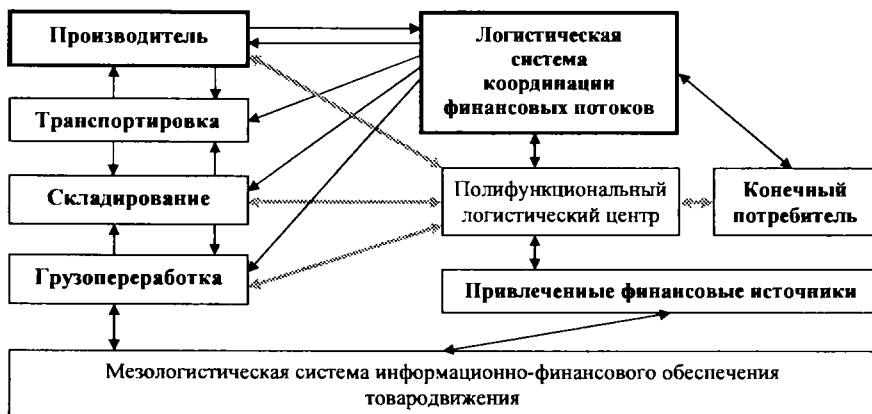 Производитель
Логистическая
система
координации
финансовых потоков
Транспортировка
Складирование
Полифункциональный
логистический центр
Конечный
потребитель
Грузопереработка
Привлеченные финансовые источники
Мезологистическая система информационно-финансового обеспечения
товародвижения